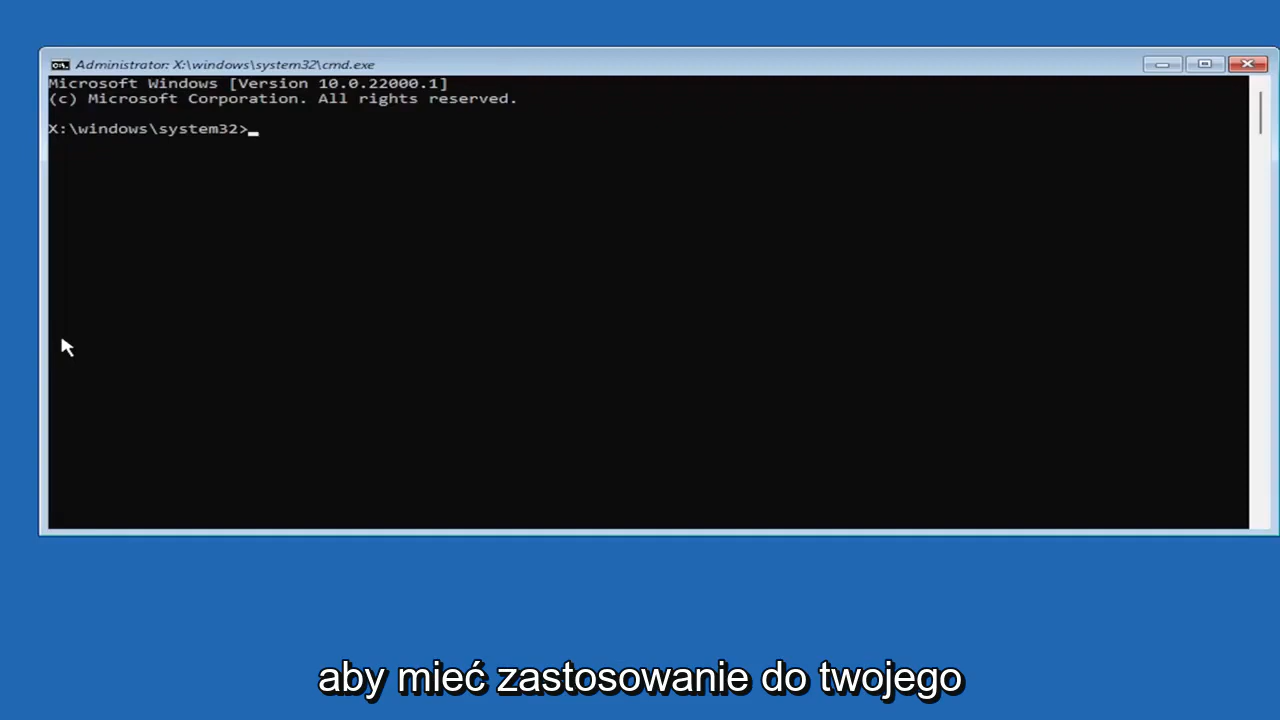 Administrator: X:\windows\system32\cmd.exe
Microsoft Windows [Version 10.0.22000.1]
(c) Microsoft Corporation. All rights reserved.
X:\windows\system32>_
aby mieć zastosowanie do twojego